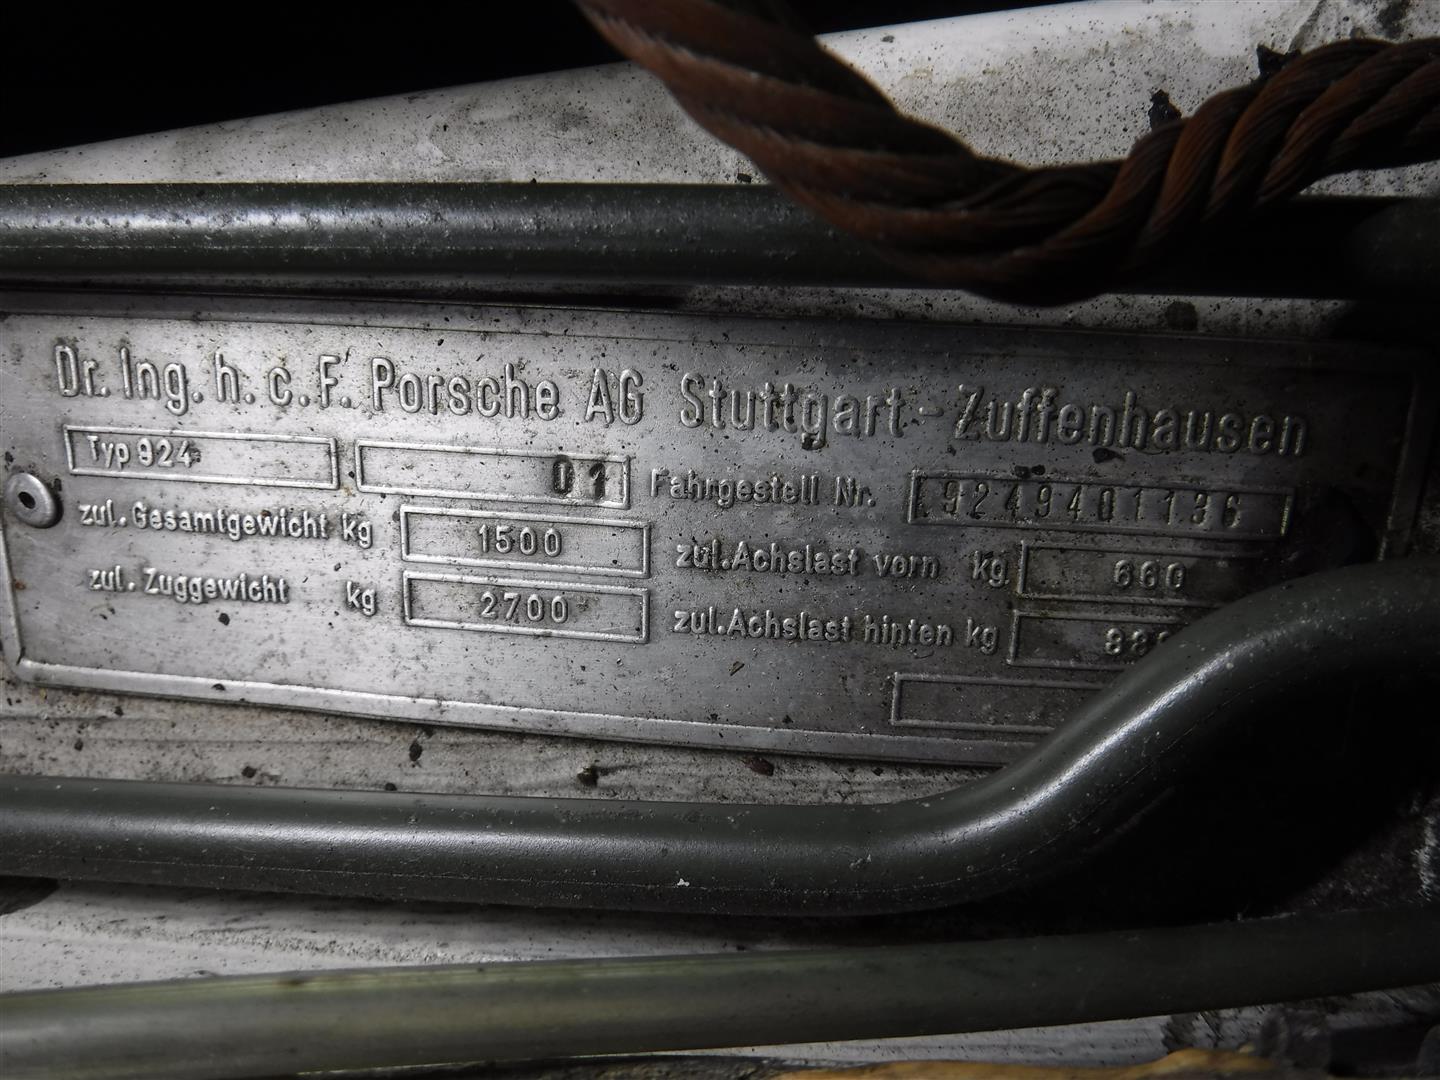 Dr. Ing. h. c. F. Porsche AG Stuttgart-Zuffenhausen
Typ 924 01 Fahrgestell Nr. 9249401136
zul. Gesamtgewicht kg 1500 zul. Achslast vorn kg 660
zul. Zuggewicht kg 2700 zul. Achslast hinten kg